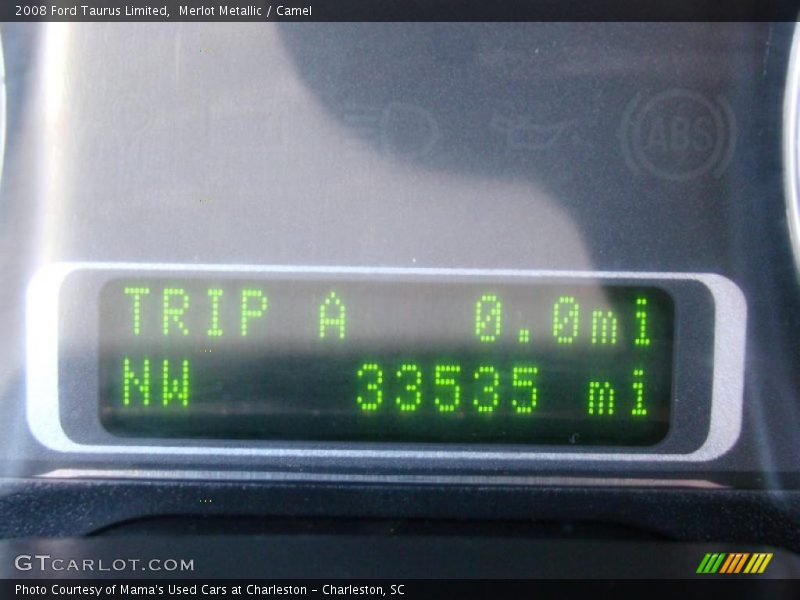 2008 Ford Taurus Limited,  Merlot Metallic / Camel
ABS
TRIP A 0.0mi
NW 33535 mi
GTCARLOT.COM
Photo Courtesy of Mama's Used Cars at Charleston - Charleston, SC